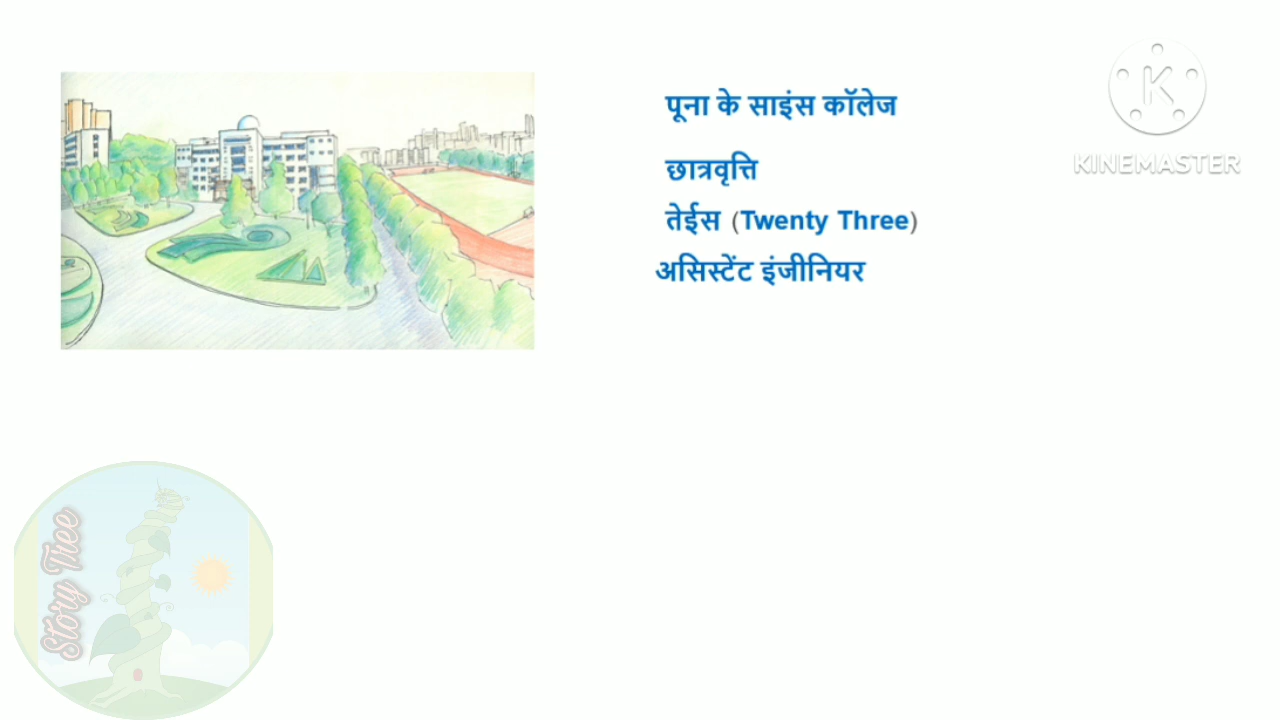 पूना के साइंस कॉलेज
छात्रवृत्ति
तेईस (Twenty Three)
असिस्टेंट इंजीनियर
K
KINEMASTER
Story Tree